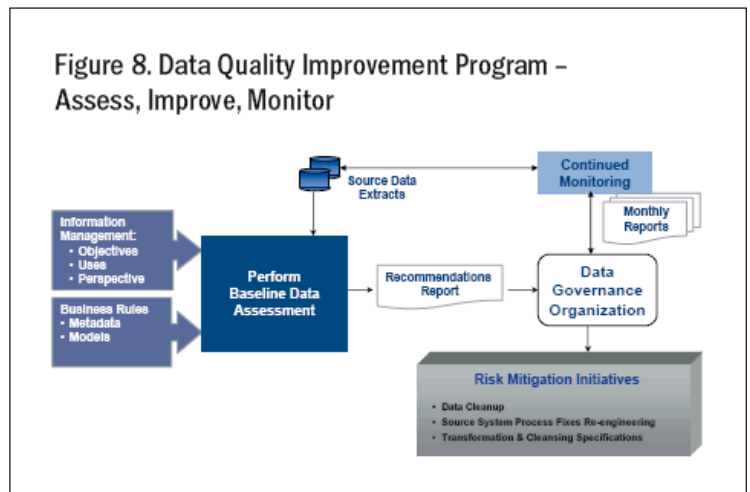 Figure 8. Data Quality Improvement Program –
Assess, Improve, Monitor
Source Data
Extracts
Continued
Monitoring
Monthly
Reports
Information
Management:
• Objectives
• Uses
• Perspective
Business Rules
• Metadata
• Models
Perform
Baseline Data
Assessment
Recommendations
Report
Data
Governance
Organization
Risk Mitigation Initiatives
• Data Cleanup
• Source System Process Fixes Re-engineering
• Transformation & Cleansing Specifications